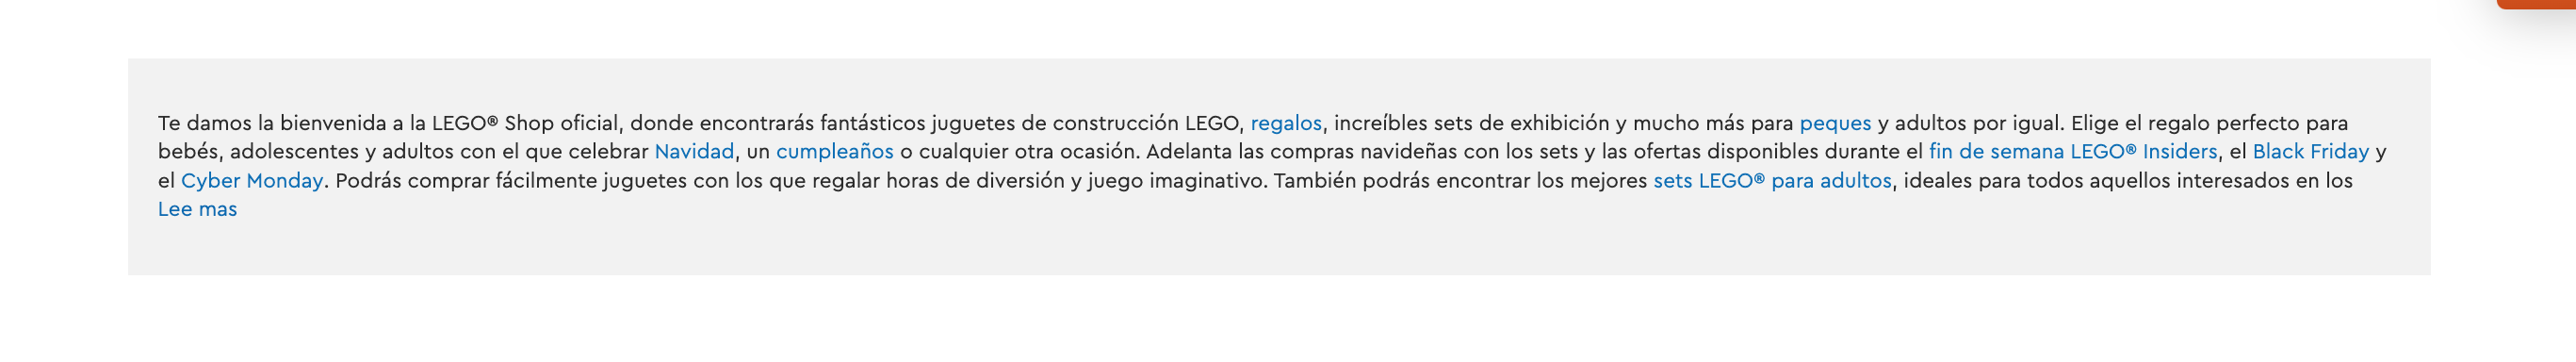 Te damos la bienvenida a la LEGO® Shop oficial, donde encontrarás fantásticos juguetes de construcción LEGO, regalos, increíbles sets de exhibición y mucho más para peques y adultos por igual. Elige el regalo perfecto para
bebés, adolescentes y adultos con el que celebrar Navidad, un cumpleaños o cualquier otra ocasión. Adelanta las compras navideñas con los sets y las ofertas disponibles durante el fin de semana LEGO® Insiders, el Black Friday y
el Cyber Monday. Podrás comprar fácilmente juguetes con los que regalar horas de diversión y juego imaginativo. También podrás encontrar los mejores sets LEGO® para adultos, ideales para todos aquellos interesados en los
Lee mas